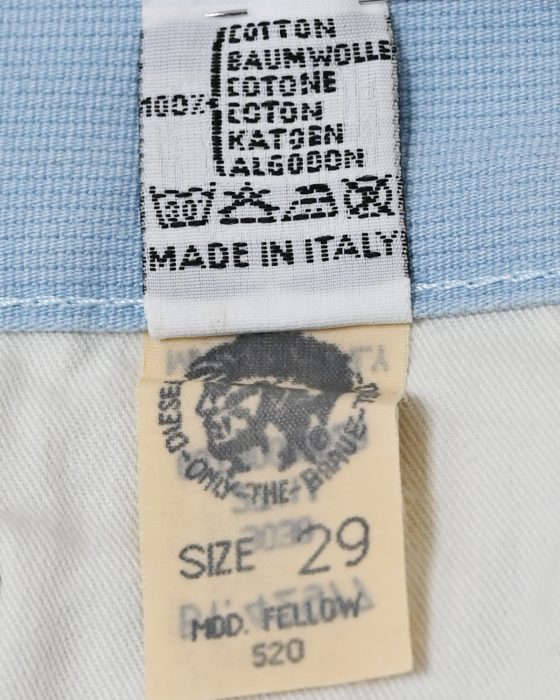 COTTON
BAUMWOLLE
COTONE
100% COTON
KATOEN
ALGODON
MADE IN ITALY
DIESEL-ONLY-THE-BRAVE
SIZE 29
MOD. FELLOW
520